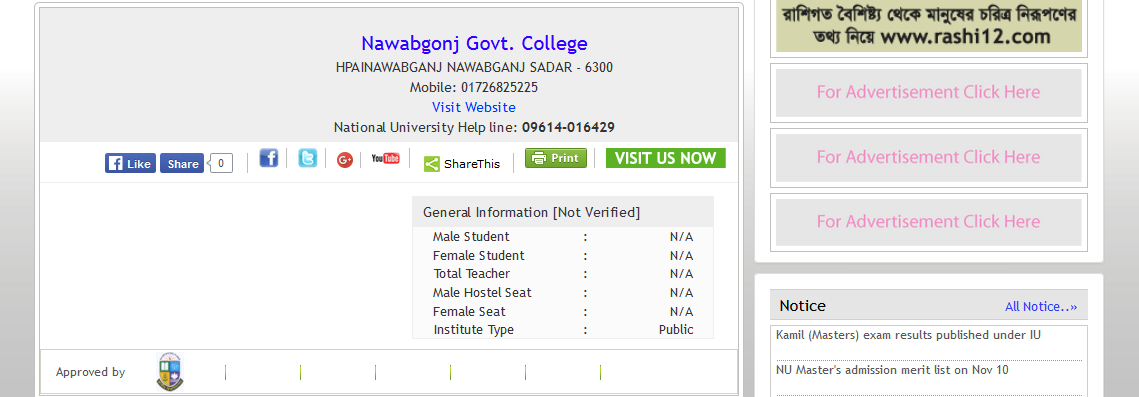 Nawabgonj Govt. College
HPAINAWABGANJ NAWABGANJ SADAR - 6300
Mobile: 01726825225
Visit Website
National University Help line: 09614-016429
Like Share 0 YouTube ShareThis Print VISIT US NOW
General Information [Not Verified]
Male Student : N/A
Female Student : N/A
Total Teacher : N/A
Male Hostel Seat : N/A
Female Seat : N/A
Institute Type : Public
Approved by
রাশিগত বৈশিষ্ট্য থেকে মানুষের চরিত্র নিরূপণের
তথ্য নিয়ে www.rashi12.com
For Advertisement Click Here
For Advertisement Click Here
For Advertisement Click Here
Notice All Notice..»
Kamil (Masters) exam results published under IU
NU Master's admission merit list on Nov 10